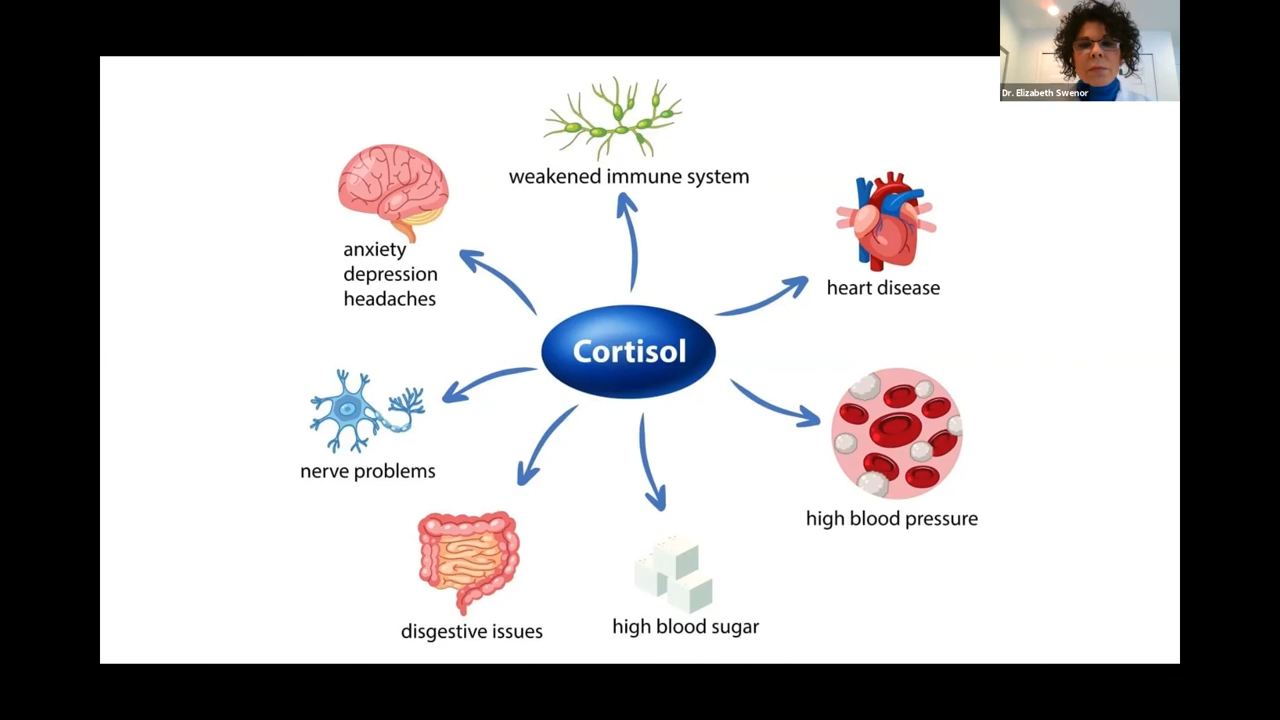 Dr. Elizabeth Swenor
weakened immune system
anxiety
depression
headaches
heart disease
Cortisol
nerve problems
high blood pressure
disgestive issues
high blood sugar